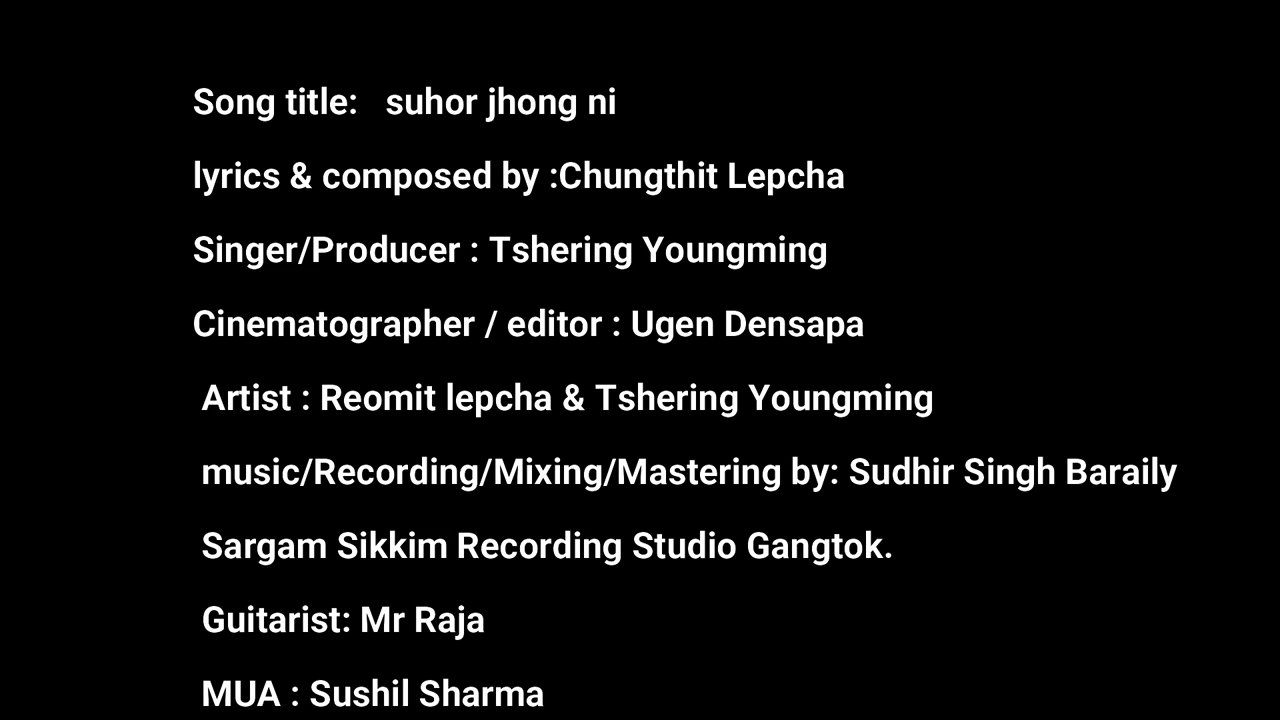 Song title: suhor jhong ni
lyrics & composed by :Chungthit Lepcha
Singer/Producer : Tshering Youngming
Cinematographer / editor : Ugen Densapa
Artist : Reomit lepcha & Tshering Youngming
music/Recording/Mixing/Mastering by: Sudhir Singh Baraily
Sargam Sikkim Recording Studio Gangtok.
Guitarist: Mr Raja
MUA : Sushil Sharma